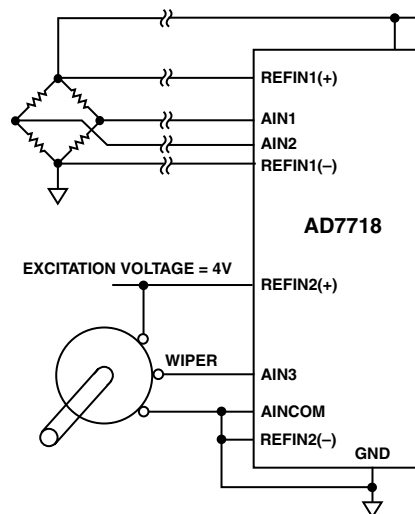 REFIN1(+)
AIN1
AIN2
REFIN1(–)
AD7718
EXCITATION VOLTAGE = 4V
REFIN2(+)
WIPER
AIN3
AINCOM
REFIN2(–)
GND